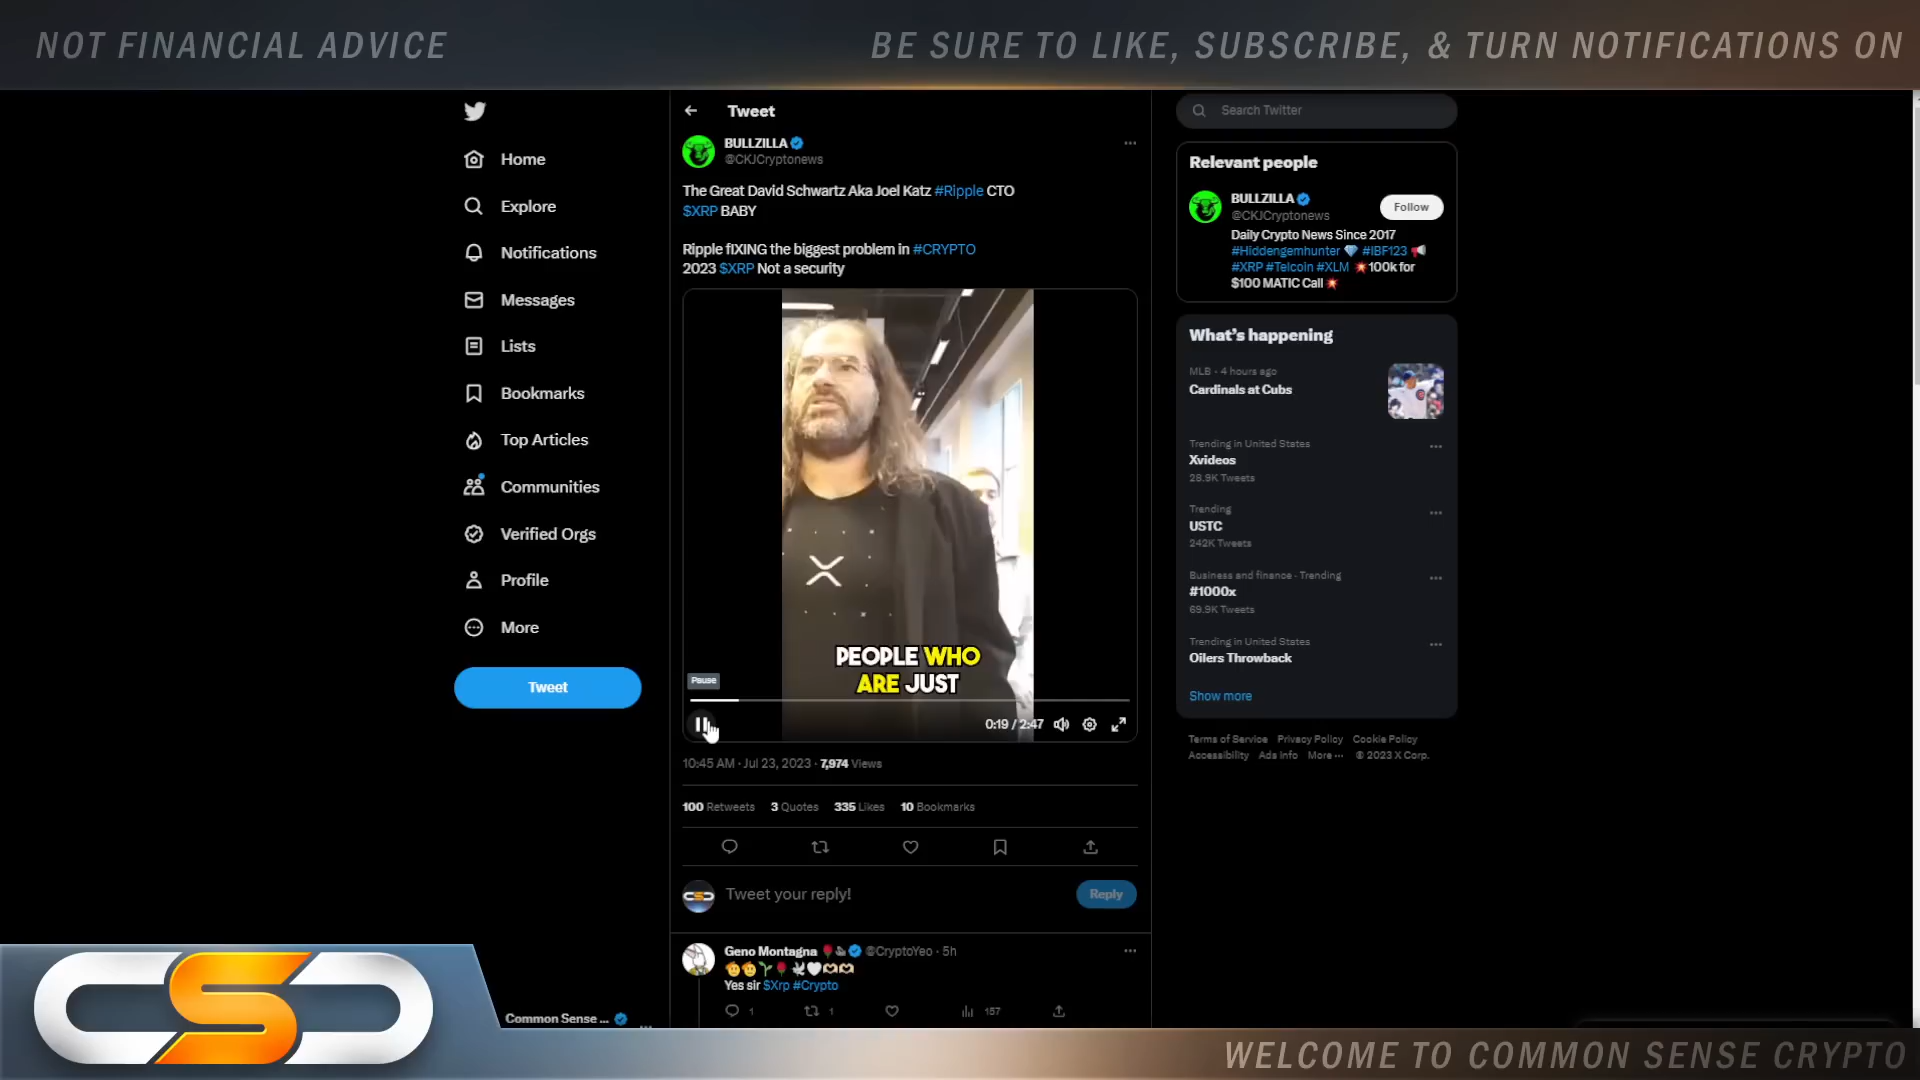 NOT FINANCIAL ADVICE
BE SURE TO LIKE, SUBSCRIBE, & TURN NOTIFICATIONS ON
Home
Explore
Notifications
Messages
Lists
Bookmarks
Top Articles
Communities
Verified Orgs
Profile
More
Tweet
Common Sense ...
Tweet
BULLZILLA
@CKJCryptonews
The Great David Schwartz Aka Joel Katz #Ripple CTO
$XRP BABY
Ripple fIXING the biggest problem in #CRYPTO
2023 $XRP Not a security
PEOPLE WHO
ARE JUST
Pause
0:19 / 2:47
10:45 AM · Jul 23, 2023 · 7,974 Views
100 Retweets 3 Quotes 335 Likes 10 Bookmarks
Tweet your reply!
Reply
Geno Montagna @CryptoYeo · 5h
Yes sir $Xrp #Crypto
1 1 157
Search Twitter
Relevant people
BULLZILLA
@CKJCryptonews
Follow
Daily Crypto News Since 2017
#Hiddengemhunter 💎 #IBF123 📢
#XRP #Telcoin #XLM 💥100k for
$100 MATIC Call💥
What's happening
MLB · 4 hours ago
Cardinals at Cubs
Trending in United States
Xvideos
28.9K Tweets
Trending
USTC
242K Tweets
Business and finance · Trending
#1000x
69.9K Tweets
Trending in United States
Oilers Throwback
Show more
Terms of Service Privacy Policy Cookie Policy
Accessibility Ads info More ··· © 2023 X Corp.
CSC
WELCOME TO COMMON SENSE CRYPTO